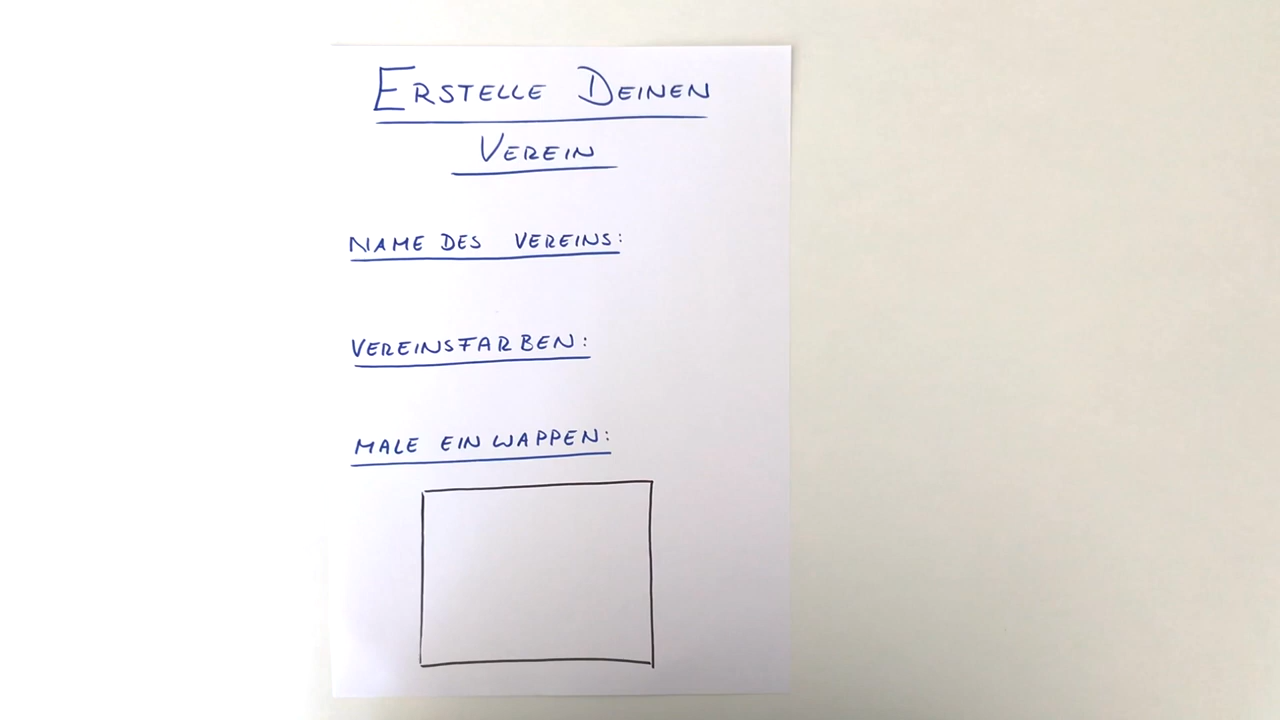 ERSTELLE DEINEN
VEREIN
NAME DES VEREINS:
VEREINSFARBEN:
MALE EIN WAPPEN: